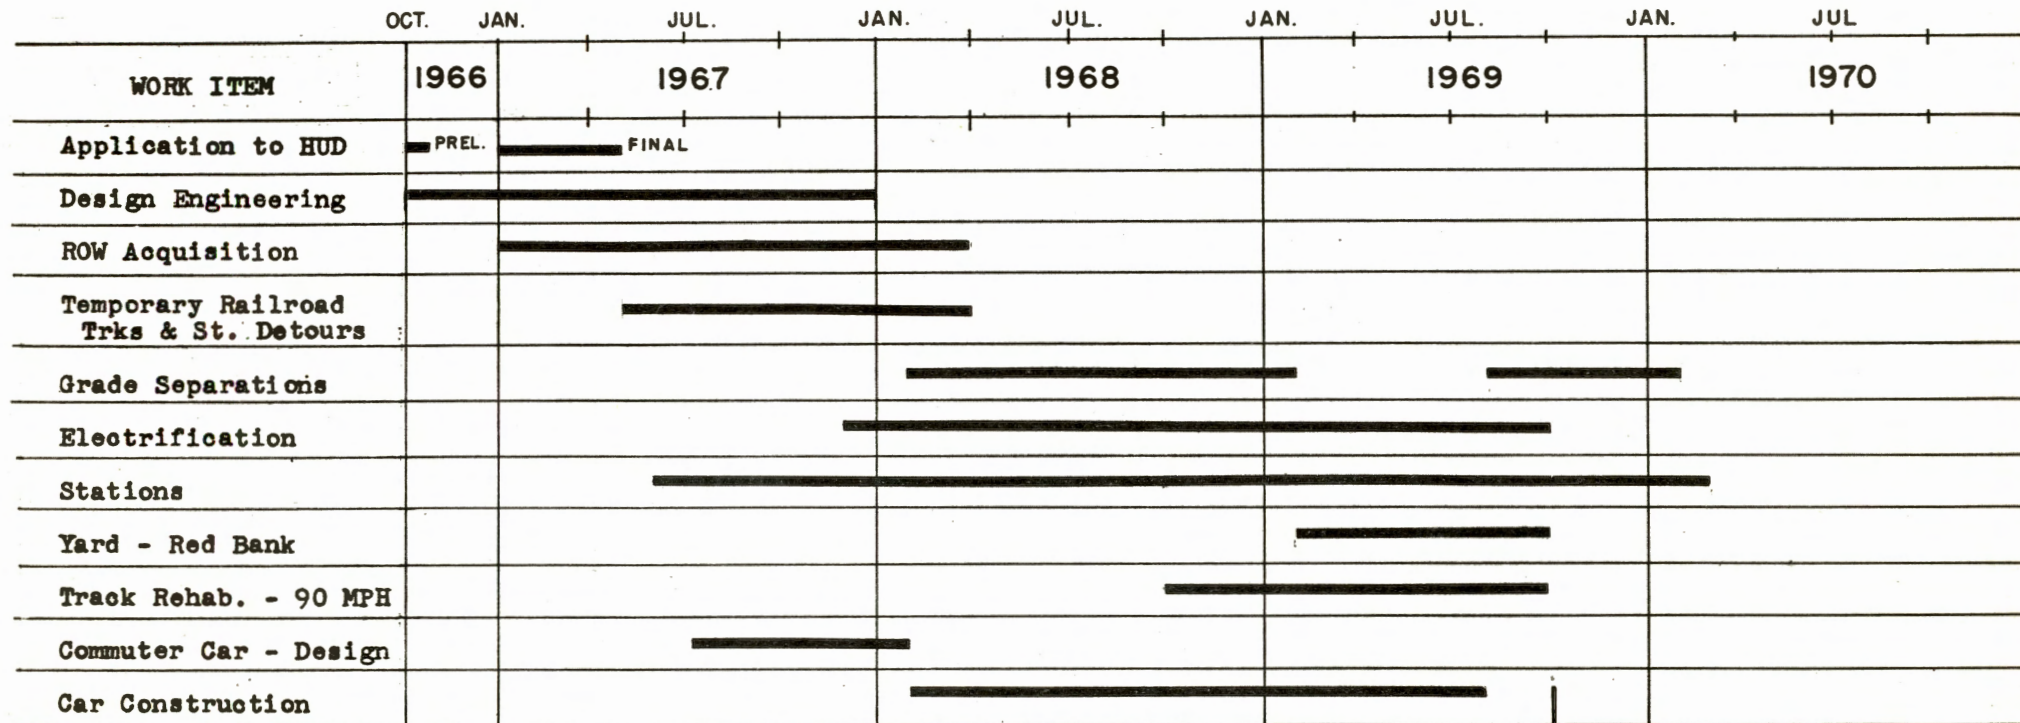 OCT. JAN. JUL. JAN. JUL. JAN. JUL. JAN. JUL
WORK ITEM 1966 1967 1968 1969 1970
Application to HUD PREL. FINAL
Design Engineering
ROW Acquisition
Temporary Railroad
Trks & St. Detours
Grade Separations
Electrification
Stations
Yard - Red Bank
Track Rehab. - 90 MPH
Commuter Car - Design
Car Construction